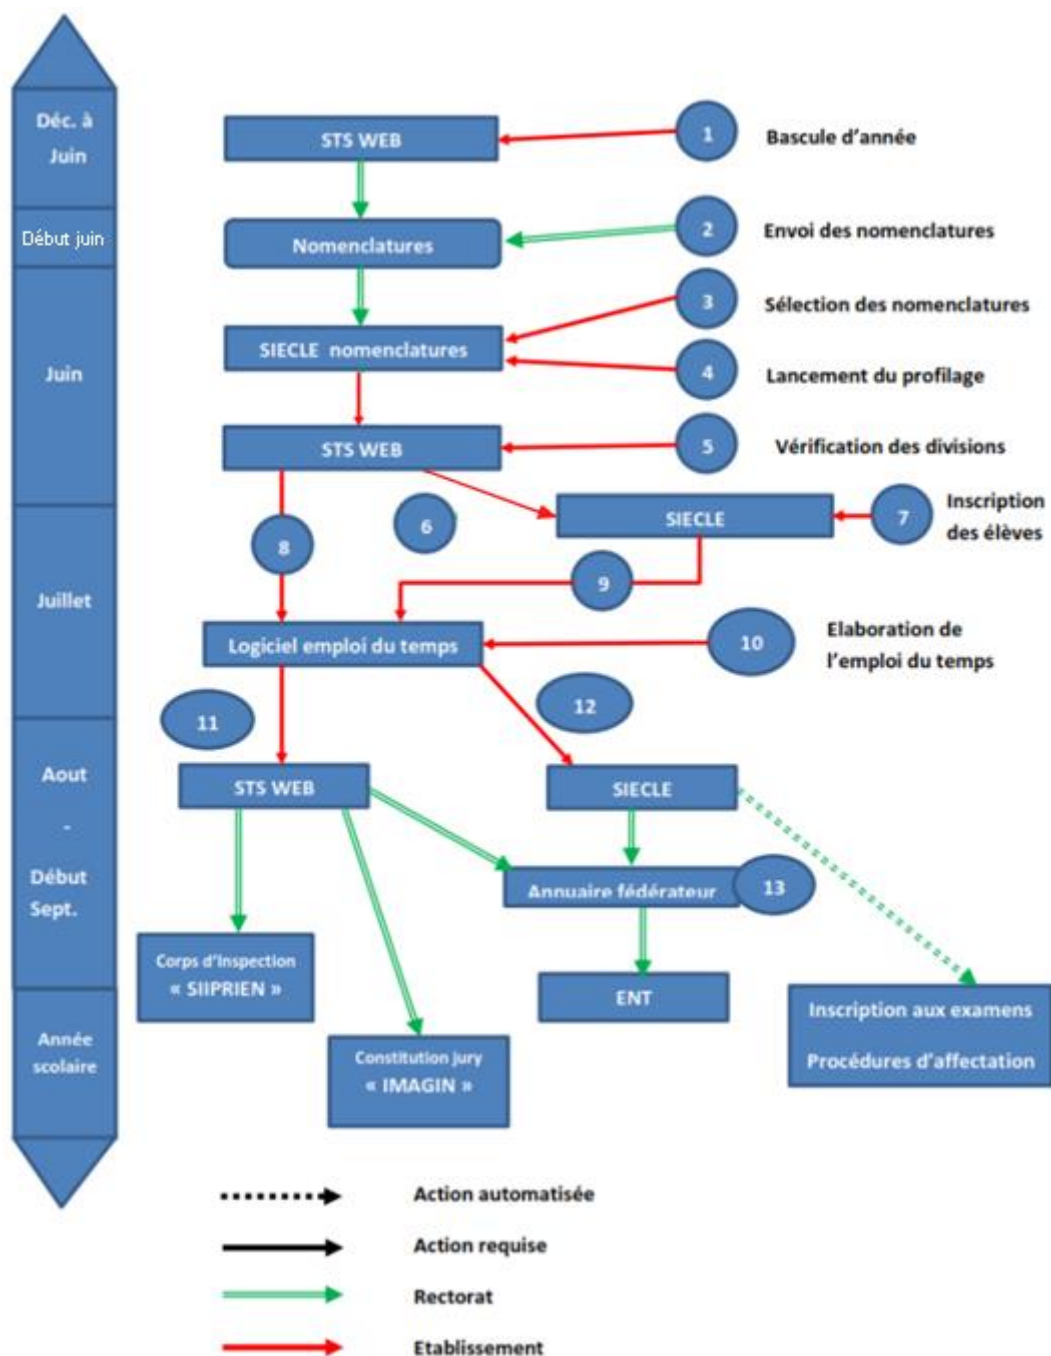 Déc. à
Juin
STS WEB
1
Bascule d'année
Début juin
Nomenclatures
2
Envoi des nomenclatures
3
Sélection des nomenclatures
Juin
SIECLE nomenclatures
4
Lancement du profilage
STS WEB
5
Vérification des divisions
6
SIECLE
7
Inscription
des élèves
8
9
Juillet
Logiciel emploi du temps
10
Elaboration de
l'emploi du temps
11
12
Aout
-
Début
Sept.
STS WEB
SIECLE
Annuaire fédérateur
13
Corps d'Inspection
« SIIPRIEN »
ENT
Inscription aux examens
Procédures d'affectation
Année
scolaire
Constitution jury
« IMAGIN »
Action automatisée
Action requise
Rectorat
Etablissement